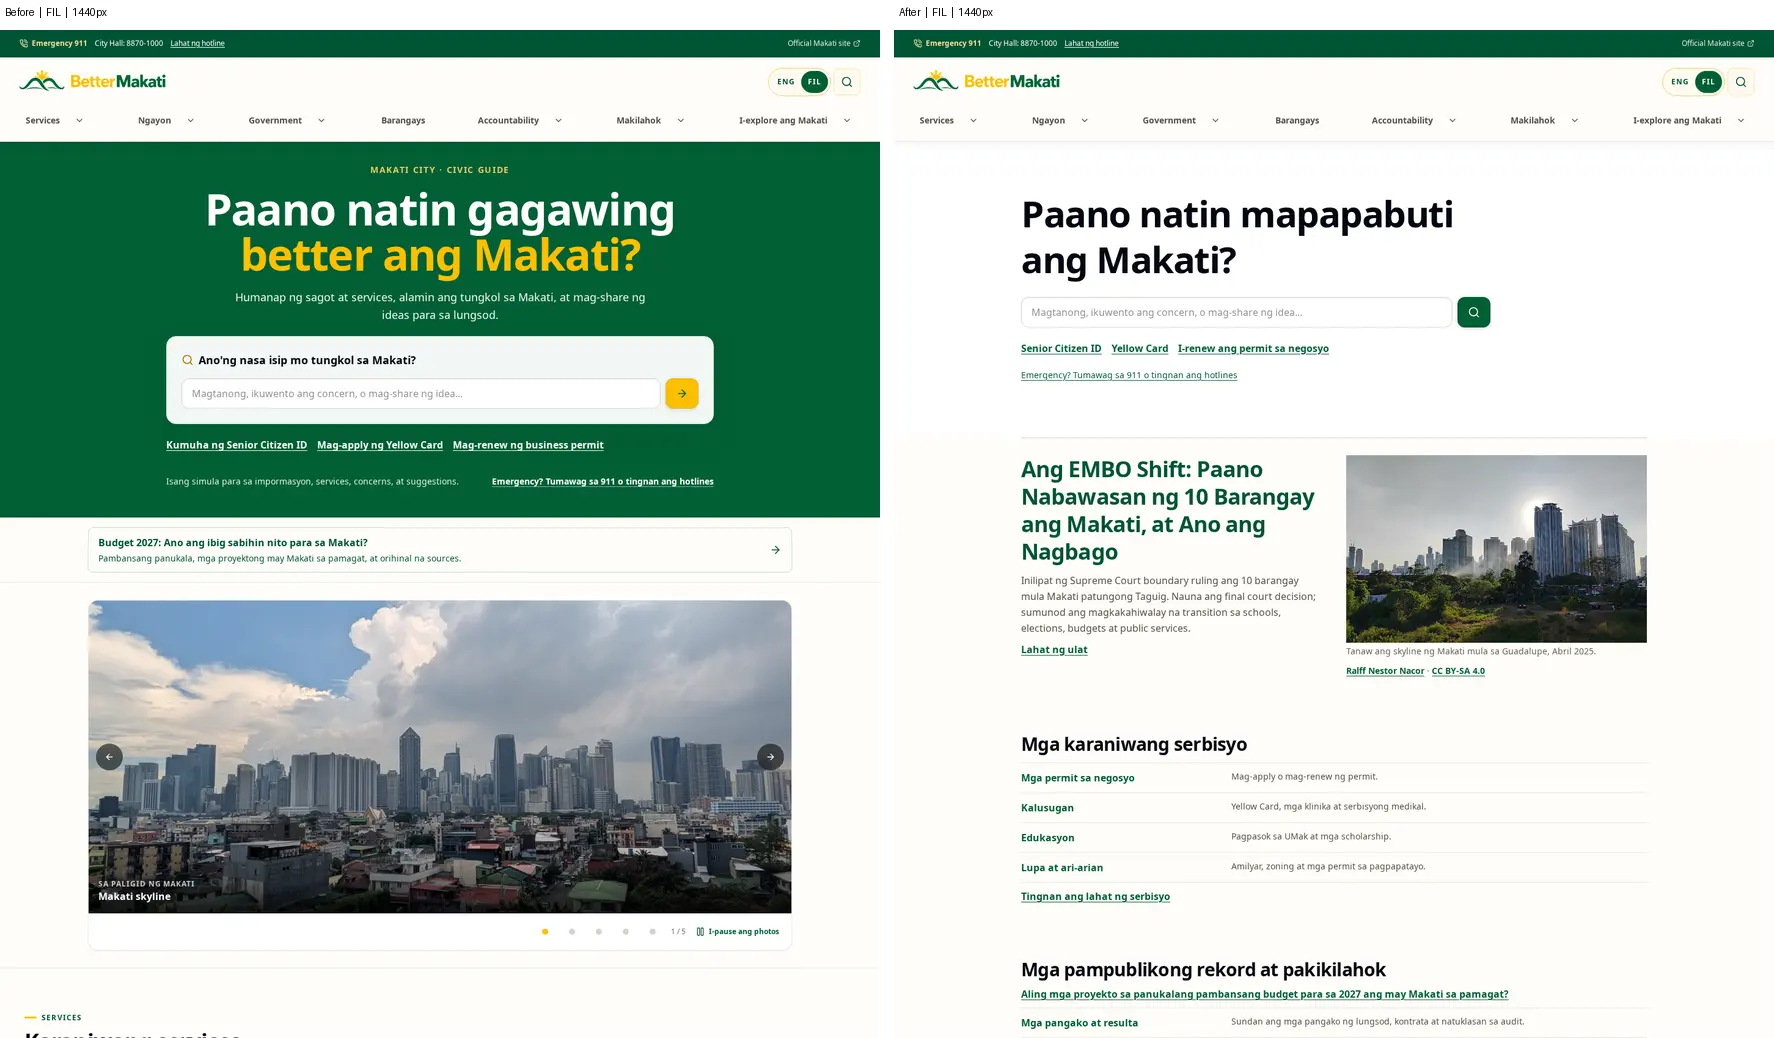 Before | FIL | 1440px
Emergency 911 City Hall: 8870-1000 Lahat ng hotline
Official Makati site
BetterMakati
ENG FIL
Services Ngayon Government Barangays Accountability Makilahok I-explore ang Makati
MAKATI CITY · CIVIC GUIDE
Paano natin gagawing
better ang Makati?
Humanap ng sagot at services, alamin ang tungkol sa Makati, at mag-share ng
ideas para sa lungsod.
Ano'ng nasa isip mo tungkol sa Makati?
Magtanong, ikuwento ang concern, o mag-share ng idea...
Kumuha ng Senior Citizen ID Mag-apply ng Yellow Card Mag-renew ng business permit
Isang simula para sa impormasyon, services, concerns, at suggestions.
Emergency? Tumawag sa 911 o tingnan ang hotlines
Budget 2027: Ano ang ibig sabihin nito para sa Makati?
Pambansang panukala, mga proyektong may Makati sa pamagat, at orihinal na sources.
SA PALIGID NG MAKATI
Makati skyline
1 / 5 I-pause ang photos
SERVICES
After | FIL | 1440px
Emergency 911 City Hall: 8870-1000 Lahat ng hotline
Official Makati site
BetterMakati
ENG FIL
Services Ngayon Government Barangays Accountability Makilahok I-explore ang Makati
Paano natin mapapabuti
ang Makati?
Magtanong, ikuwento ang concern, o mag-share ng idea...
Senior Citizen ID Yellow Card I-renew ang permit sa negosyo
Emergency? Tumawag sa 911 o tingnan ang hotlines
Ang EMBO Shift: Paano
Nabawasan ng 10 Barangay
ang Makati, at Ano ang
Nagbago
Inilipat ng Supreme Court boundary ruling ang 10 barangay
mula Makati patungong Taguig. Nauna ang final court decision;
sumunod ang magkakahiwalay na transition sa schools,
elections, budgets at public services.
Lahat ng ulat
Tanaw ang skyline ng Makati mula sa Guadalupe, Abril 2025.
Ralff Nestor Nacor · CC BY-SA 4.0
Mga karaniwang serbisyo
Mga permit sa negosyo Mag-apply o mag-renew ng permit.
Kalusugan Yellow Card, mga klinika at serbisyong medikal.
Edukasyon Pagpasok sa UMak at mga scholarship.
Lupa at ari-arian Amilyar, zoning at mga permit sa pagpapatayo.
Tingnan ang lahat ng serbisyo
Mga pampublikong rekord at pakikilahok
Aling mga proyekto sa panukalang pambansang budget para sa 2027 ang may Makati sa pamagat?
Mga pangako at resulta Sundan ang mga pangako ng lungsod, kontrata at natuklasan sa audit.